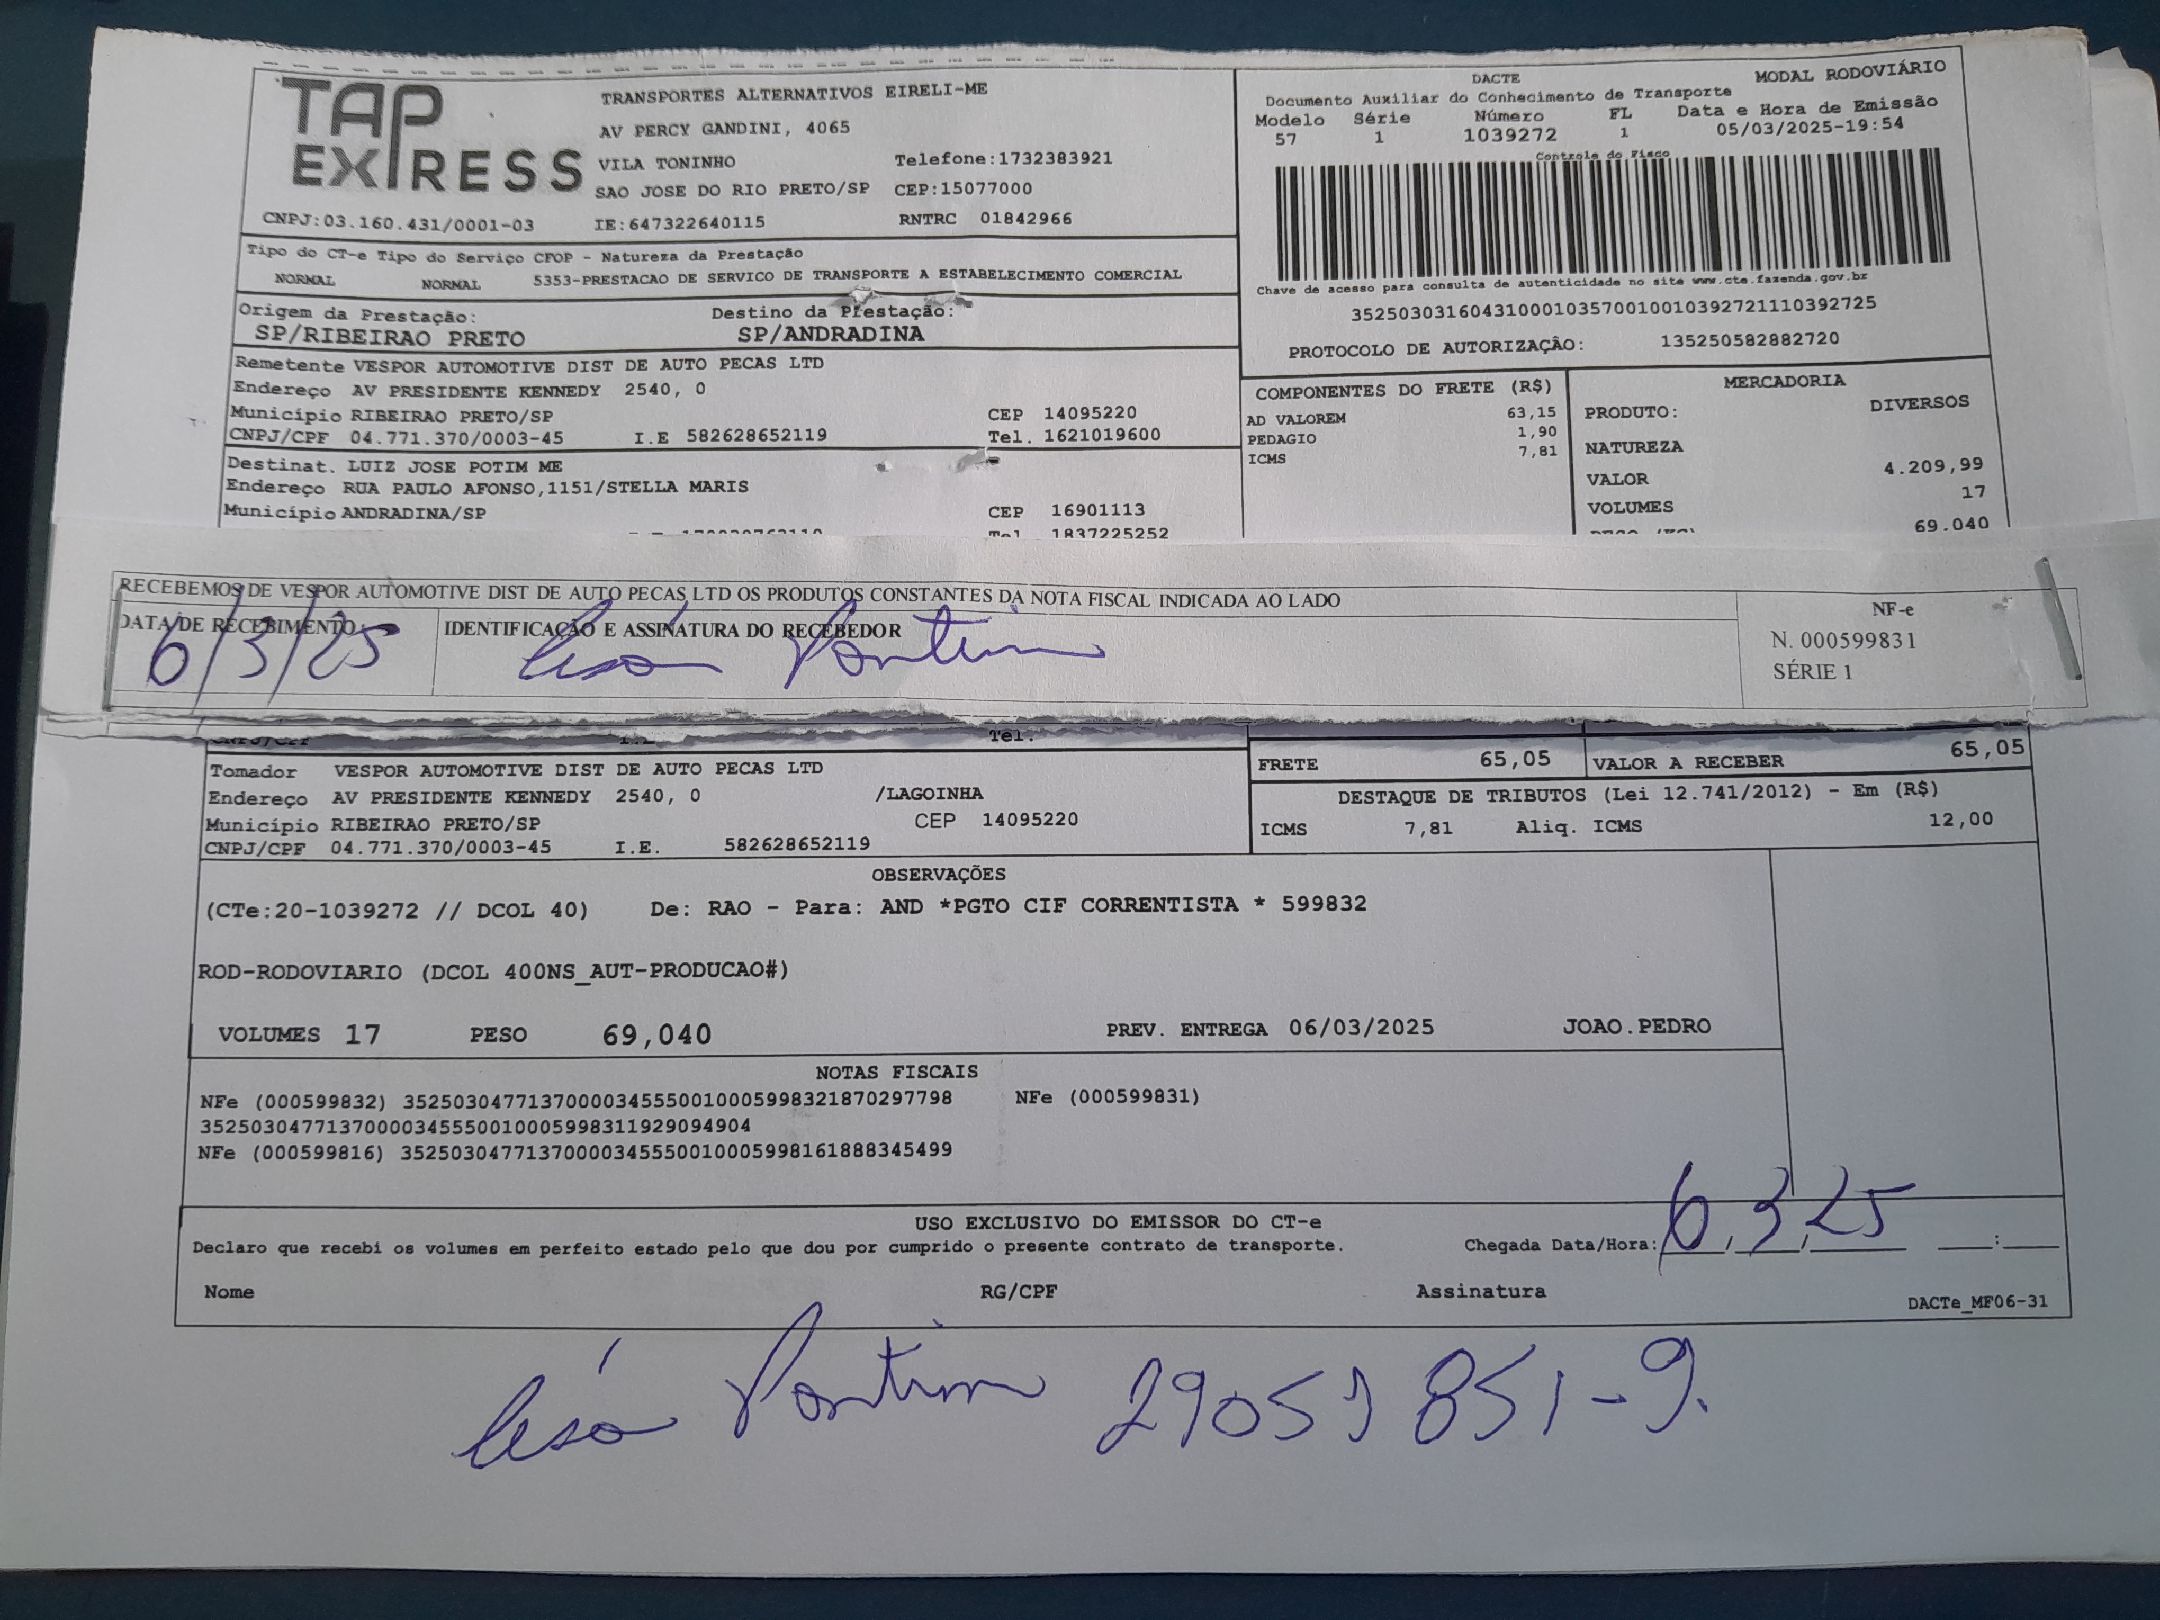 TAP
EXPRESS
TRANSPORTES ALTERNATIVOS EIRELI-ME
AV PERCY GANDINI, 4065
VILA TONINHO Telefone:1732383921
SAO JOSE DO RIO PRETO/SP CEP:15077000
CNPJ:03.160.431/0001-03 IE:647322640115 RNTRC 01842966
DACTE MODAL RODOVIÁRIO
Documento Auxiliar do Conhecimento de Transporte
Modelo Série Número FL Data e Hora de Emissão
57 1 1039272 1 05/03/2025-19:54
Controle do Fisco
Chave de acesso para consulta de autenticidade no site www.cte.fazenda.gov.br
35250303160431000103570010010392721110392725
PROTOCOLO DE AUTORIZAÇÃO: 135250582882720
Tipo do CT-e Tipo do Serviço CFOP - Natureza da Prestação
NORMAL NORMAL 5353-PRESTACAO DE SERVICO DE TRANSPORTE A ESTABELECIMENTO COMERCIAL
Origem da Prestação: Destino da Prestação:
SP/RIBEIRAO PRETO SP/ANDRADINA
Remetente VESPOR AUTOMOTIVE DIST DE AUTO PECAS LTD
Endereço AV PRESIDENTE KENNEDY 2540, 0
Município RIBEIRAO PRETO/SP CEP 14095220
CNPJ/CPF 04.771.370/0003-45 I.E 582628652119 Tel. 1621019600
Destinat. LUIZ JOSE POTIM ME
Endereço RUA PAULO AFONSO,1151/STELLA MARIS
Município ANDRADINA/SP CEP 16901113
Tel 1837225252
COMPONENTES DO FRETE (R$)
AD VALOREM 63,15
PEDAGIO 1,90
ICMS 7,81
MERCADORIA
PRODUTO: DIVERSOS
NATUREZA
VALOR 4.209,99
VOLUMES 17
69.040
RECEBEMOS DE VESPOR AUTOMOTIVE DIST DE AUTO PECAS LTD OS PRODUTOS CONSTANTES DA NOTA FISCAL INDICADA AO LADO
DATA DE RECEBIMENTO IDENTIFICAÇÃO E ASSINATURA DO RECEBEDOR
6/3/25
NF-e
N. 000599831
SÉRIE 1
CNPJ/CPF I.E Tel.
Tomador VESPOR AUTOMOTIVE DIST DE AUTO PECAS LTD
Endereço AV PRESIDENTE KENNEDY 2540, 0 /LAGOINHA
Município RIBEIRAO PRETO/SP CEP 14095220
CNPJ/CPF 04.771.370/0003-45 I.E. 582628652119
FRETE 65,05 VALOR A RECEBER 65,05
DESTAQUE DE TRIBUTOS (Lei 12.741/2012) - Em (R$)
ICMS 7,81 Aliq. ICMS 12,00
OBSERVAÇÕES
(CTe:20-1039272 // DCOL 40) De: RAO - Para: AND *PGTO CIF CORRENTISTA * 599832
ROD-RODOVIARIO (DCOL 400NS_AUT-PRODUCAO#)
VOLUMES 17 PESO 69,040 PREV. ENTREGA 06/03/2025 JOAO.PEDRO
NOTAS FISCAIS
NFe (000599832) 35250304771370000345550010005998321870297798 NFe (000599831)
35250304771370000345550010005998311929094904
NFe (000599816) 35250304771370000345550010005998161888345499
USO EXCLUSIVO DO EMISSOR DO CT-e
Declaro que recebi os volumes em perfeito estado pelo que dou por cumprido o presente contrato de transporte. Chegada Data/Hora: 6/3/25 :
Nome RG/CPF Assinatura
DACTe_MF06-31